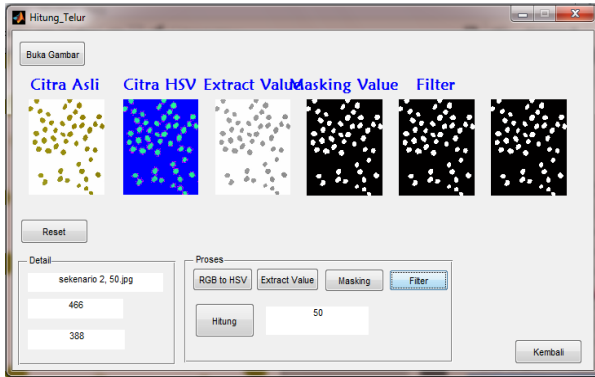 Hitung_Telur
Buka Gambar
Citra Asli Citra HSV Extract Value Masking Value Filter
Reset
Detail
sekenario 2, 50.jpg
466
388
Proses
RGB to HSV Extract Value Masking Filter
Hitung 50
Kembali